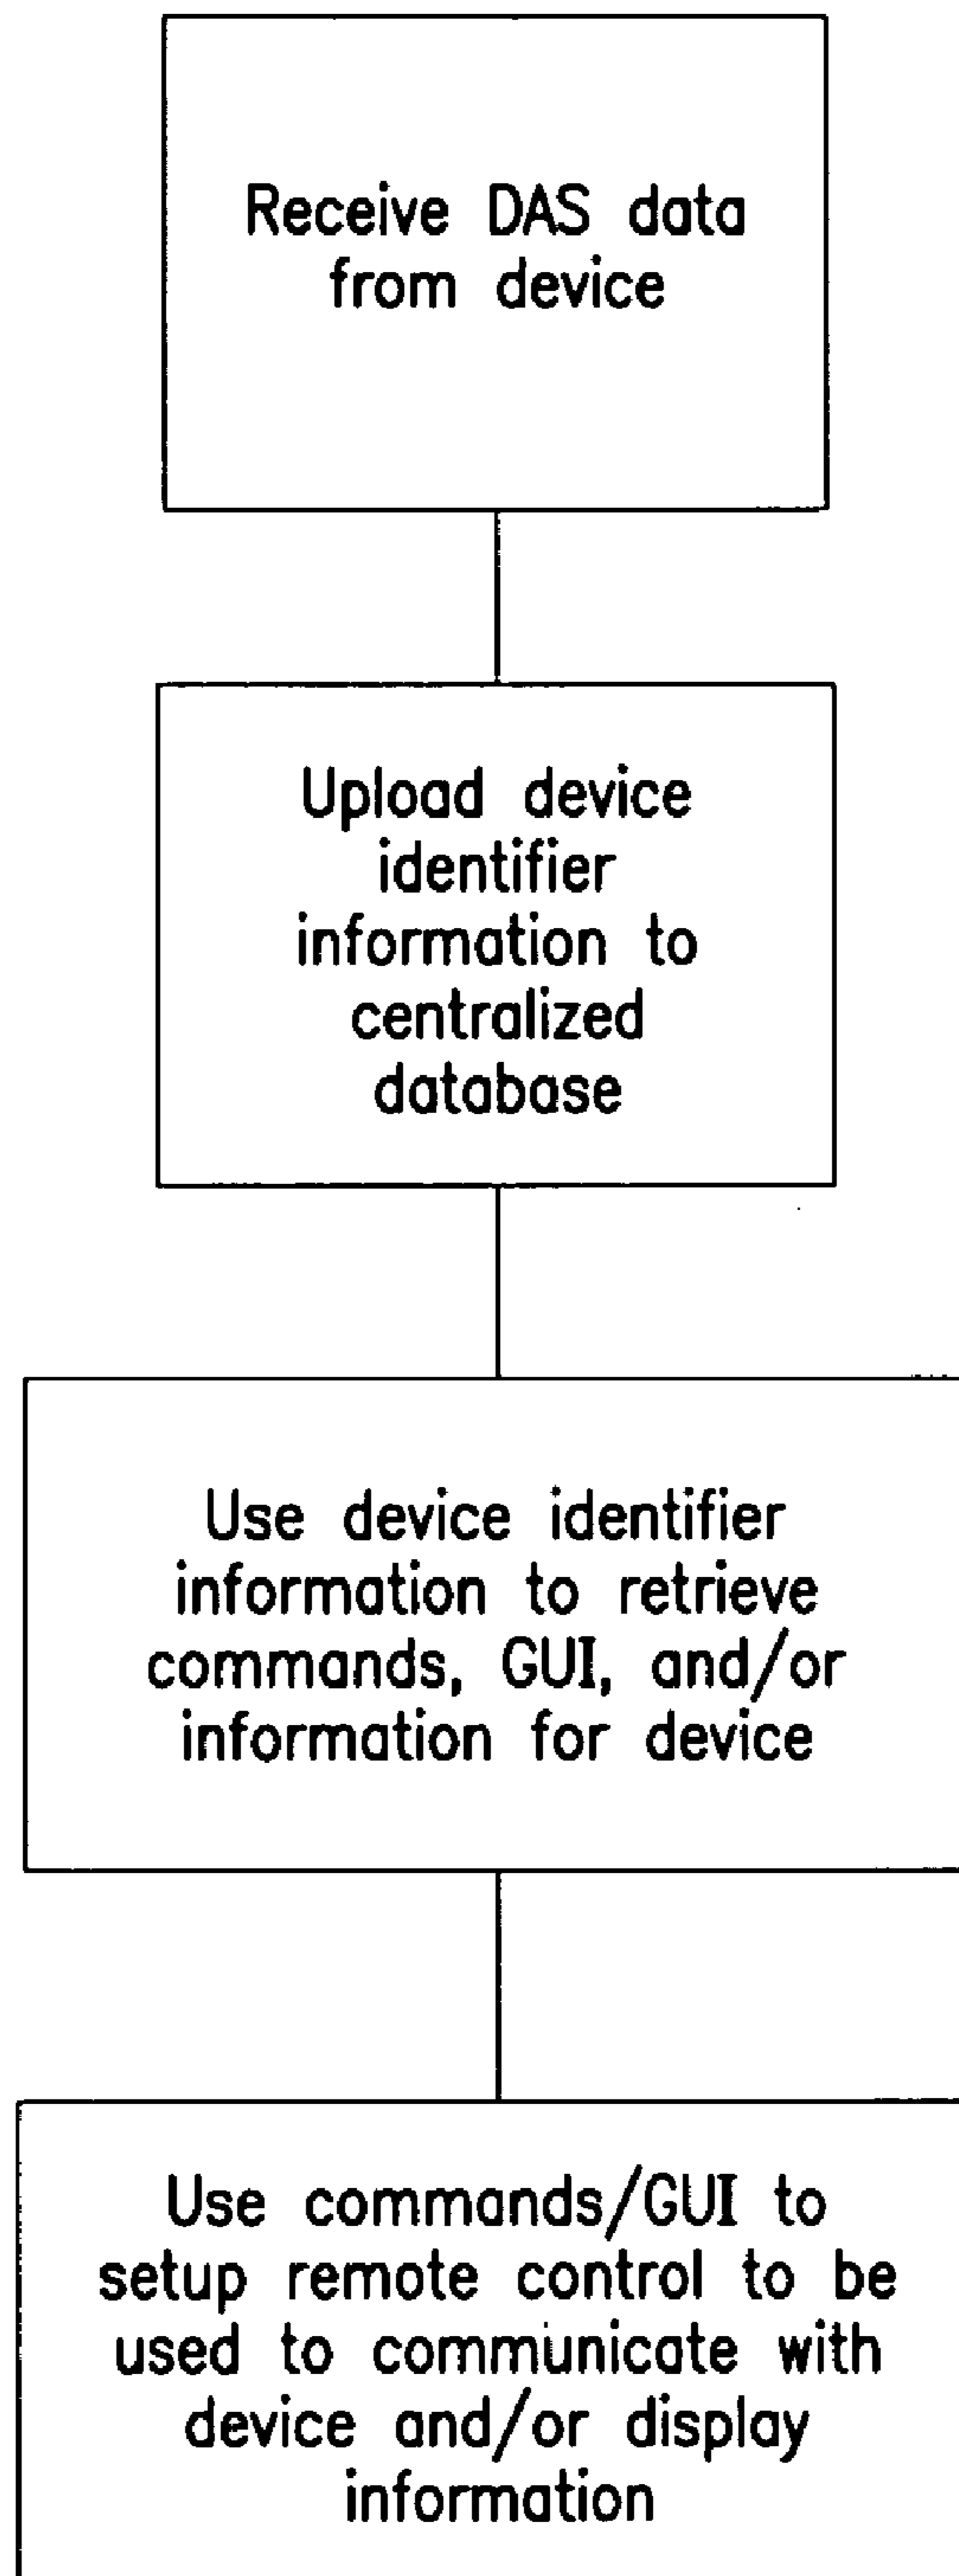 Receive DAS data
from device
Upload device
identifier
information to
centralized
database
Use device identifier
information to retrieve
commands, GUI, and/or
information for device
Use commands/GUI to
setup remote control to be
used to communicate with
device and/or display
information